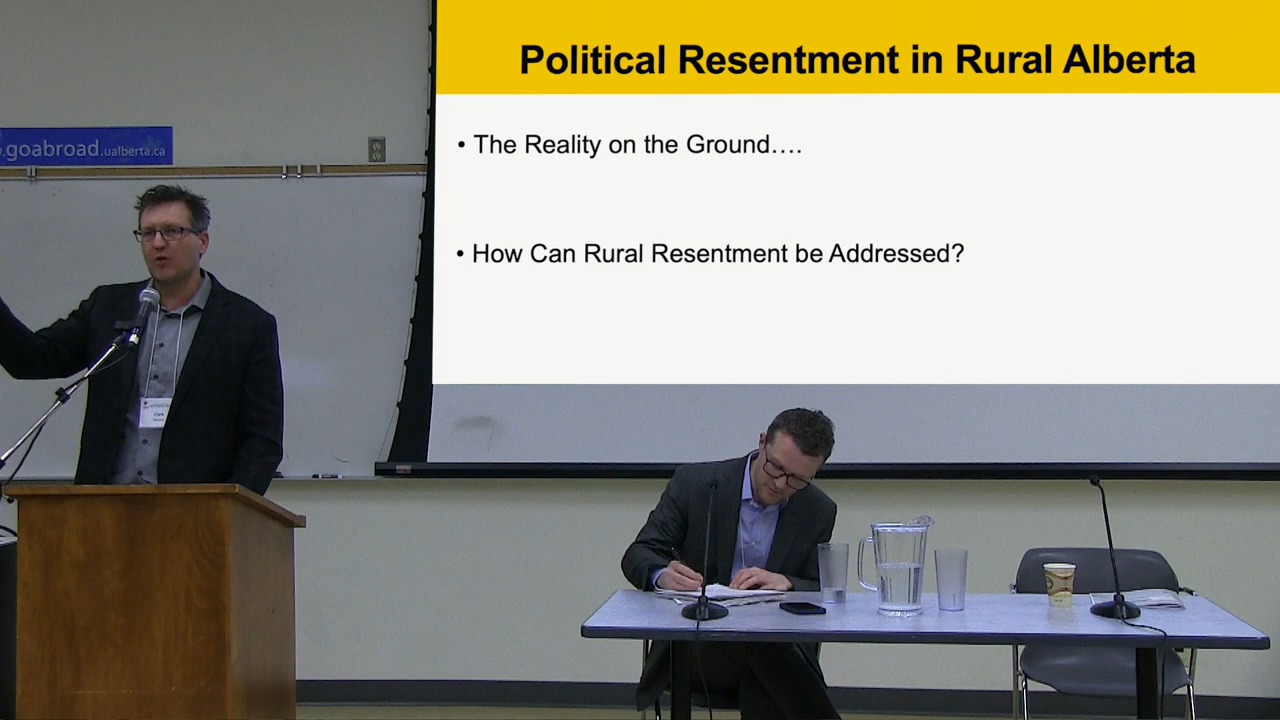 Political Resentment in Rural Alberta
• The Reality on the Ground….
• How Can Rural Resentment be Addressed?
.goabroad.ualberta.ca
Clark